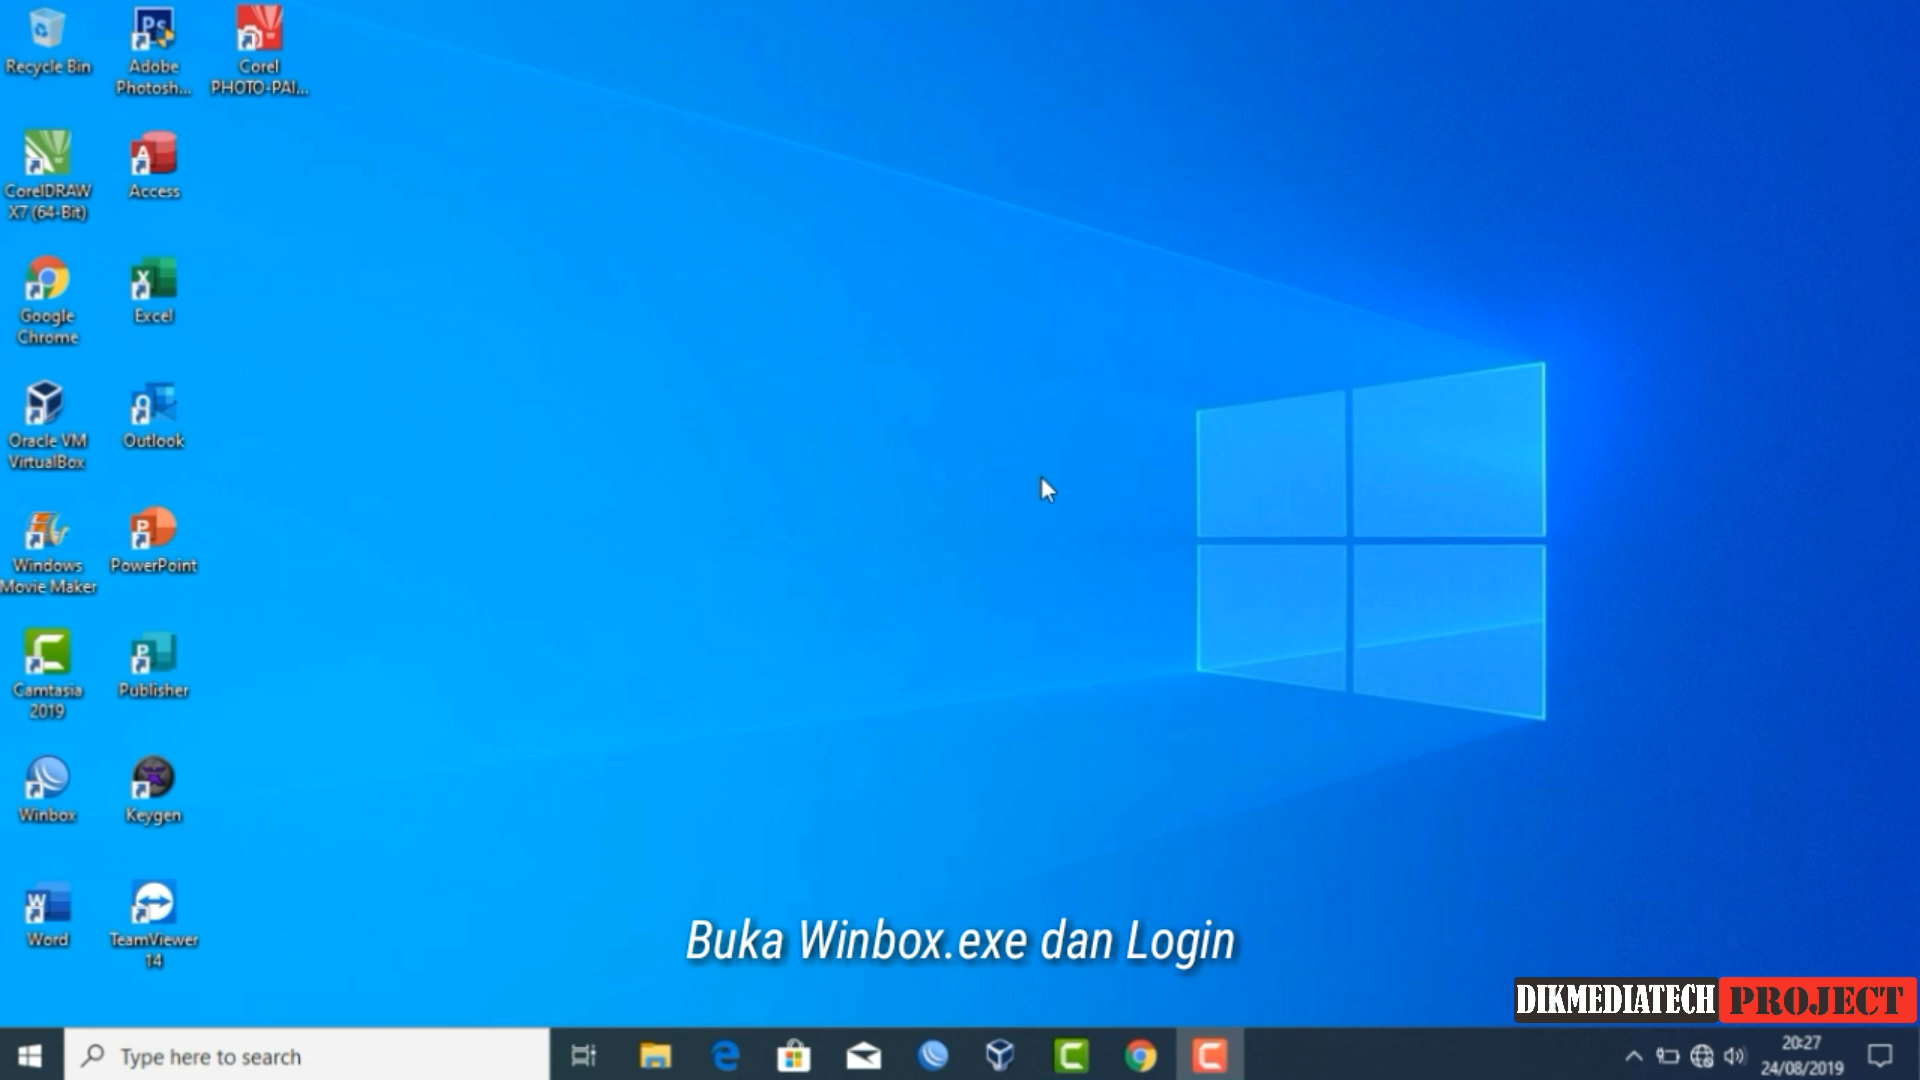 Recycle Bin
Adobe
Photosh...
Corel
PHOTO-PAI...
CorelDRAW
X7 (64-Bit)
Access
Google
Chrome
Excel
Oracle VM
VirtualBox
Outlook
Windows
Movie Maker
PowerPoint
Camtasia
2019
Publisher
Winbox
Keygen
Word
TeamViewer
14
Buka Winbox.exe dan Login
DIKMEDIATECH PROJECT
Type here to search
20:27
24/08/2019